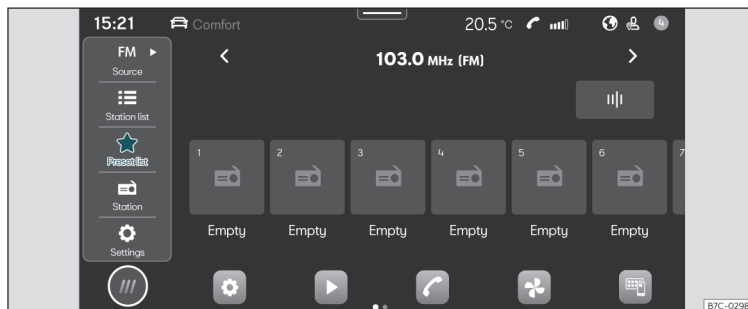 15:21 Comfort 20.5 °C 4
FM
Source
103.0 MHz (FM)
Station list
Preset list
Station
Settings
1 2 3 4 5 6 7
Empty Empty Empty Empty Empty Empty
B7C-0298